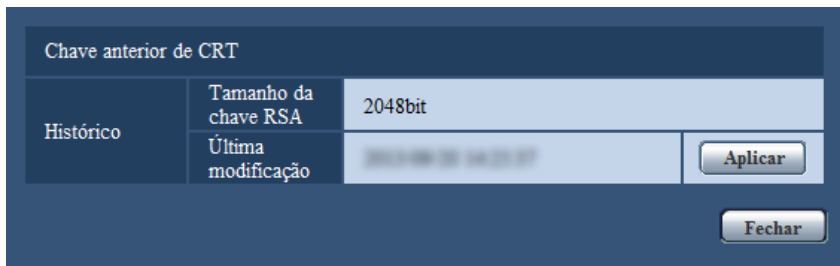 Chave anterior de CRT
Histórico
Tamanho da
chave RSA
2048bit
Última
modificação
Aplicar
Fechar